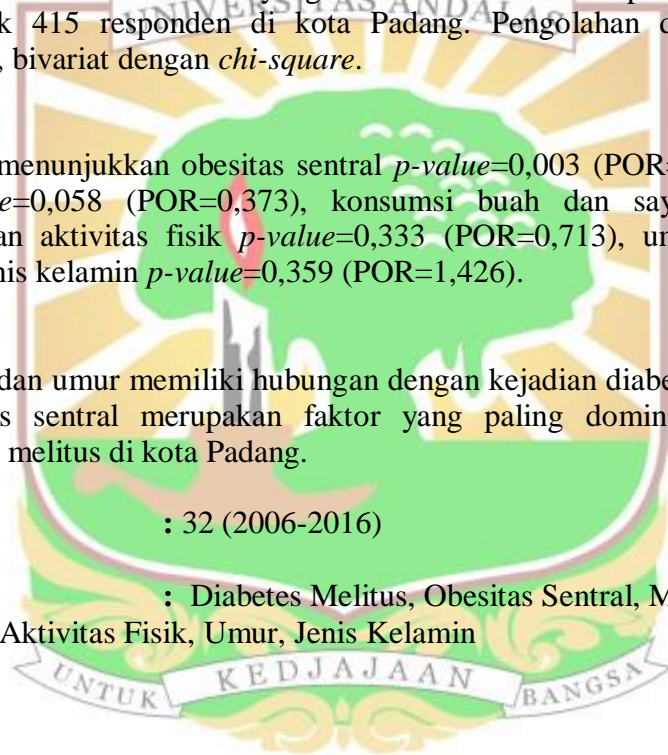 UNIVERSITAS ANDALAS
k 415 responden di kota Padang. Pengolahan d
, bivariat dengan chi-square.
menunjukkan obesitas sentral p-value=0,003 (POR=
e=0,058 (POR=0,373), konsumsi buah dan say
an aktivitas fisik p-value=0,333 (POR=0,713), u
nis kelamin p-value=0,359 (POR=1,426).
dan umur memiliki hubungan dengan kejadian diabe
s sentral merupakan faktor yang paling domin
melitus di kota Padang.
: 32 (2006-2016)
: Diabetes Melitus, Obesitas Sentral, M
Aktivitas Fisik, Umur, Jenis Kelamin
UNTUK KEDJAJAAN BANGSA